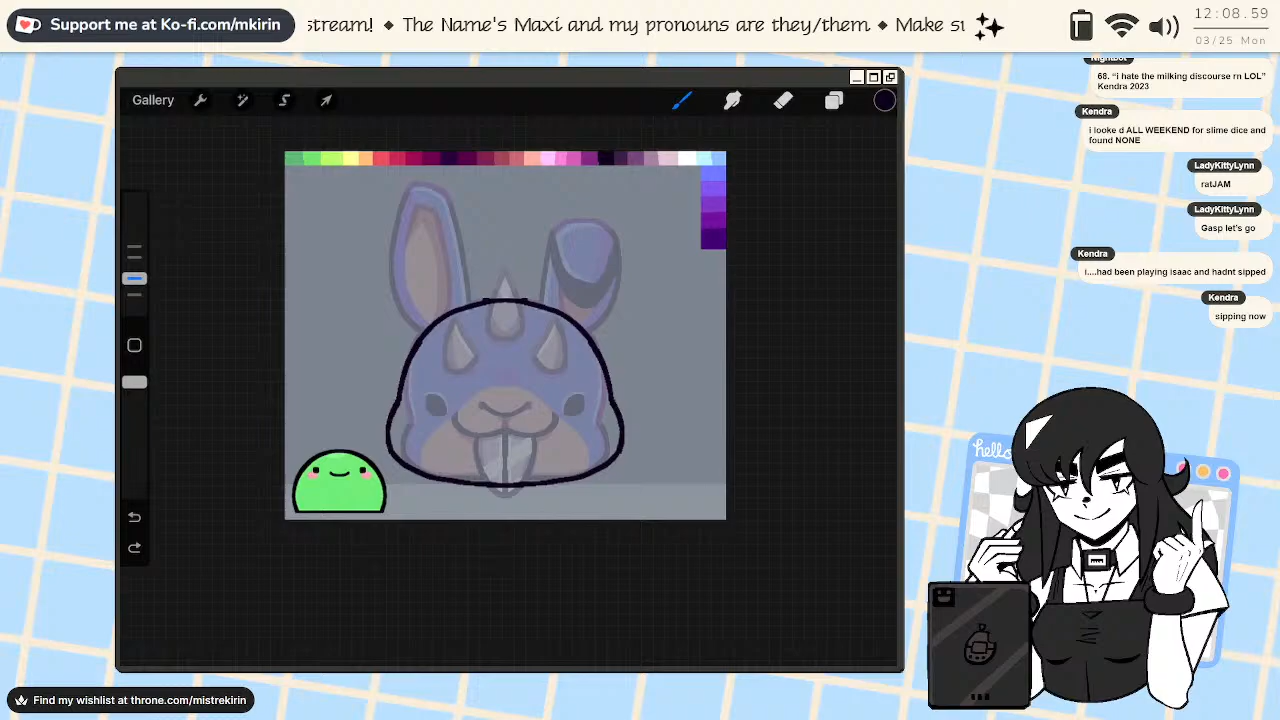 Support me at Ko-fi.com/mkirin
stream! ◆ The Name's Maxi and my pronouns are they/them ◆ Make su
12:08.59
03/25 Mon
Gallery
Nightbot
68. “i hate the milking discourse rn LOL”
Kendra 2023
Kendra
i looke d ALL WEEKEND for slime dice and
found NONE
LadyKittyLynn
ratJAM
LadyKittyLynn
Gasp let's go
Kendra
i....had been playing isaac and hadnt sipped
Kendra
sipping now
hello
Find my wishlist at throne.com/mistrekirin